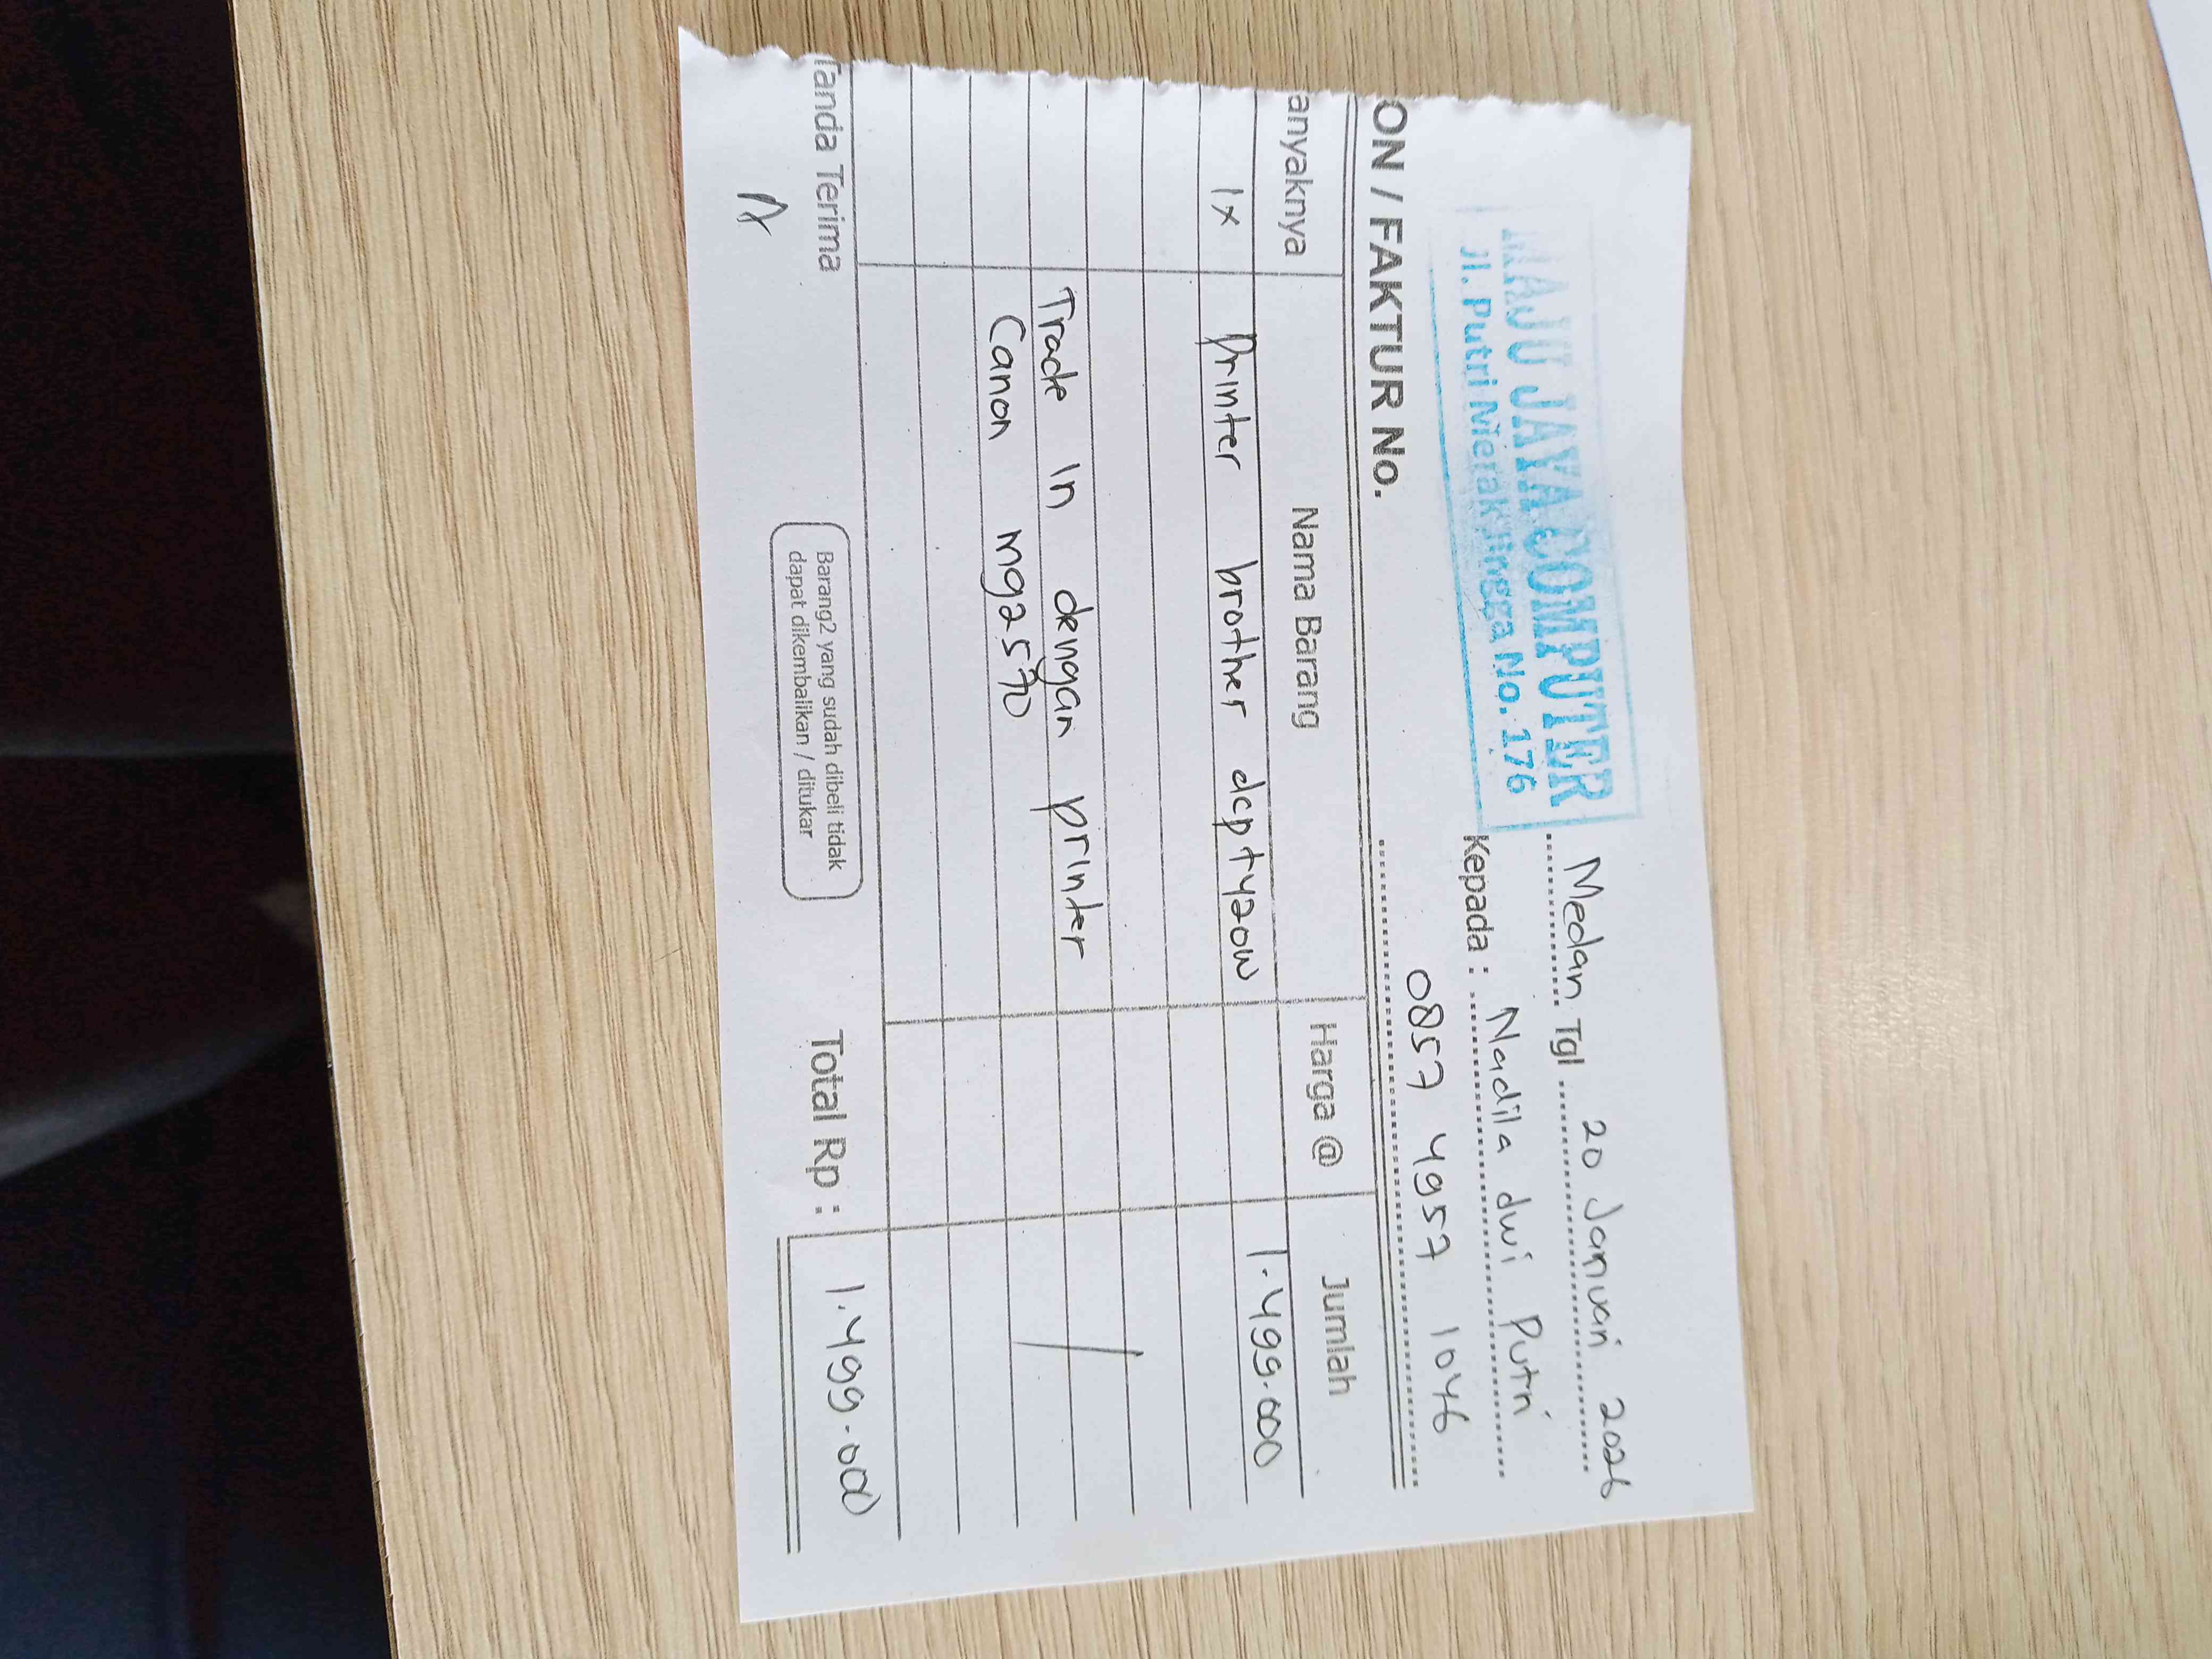 MAJU JAYA COMPUTER
Jl. Putri Merak Jingga No. 176
Medan Tgl 20 Januari 2026
Kepada : Nadila dwi Putri
0857 4957 1046
ON / FAKTUR No.
anyaknya Nama Barang Harga @ Jumlah
1x Printer brother dcpt420w 1.499.000
Trade In dengan printer
Canon mg2570
Tanda Terima
Barang2 yang sudah dibeli tidak
dapat dikembalikan / ditukar
Total Rp : 1.499.000